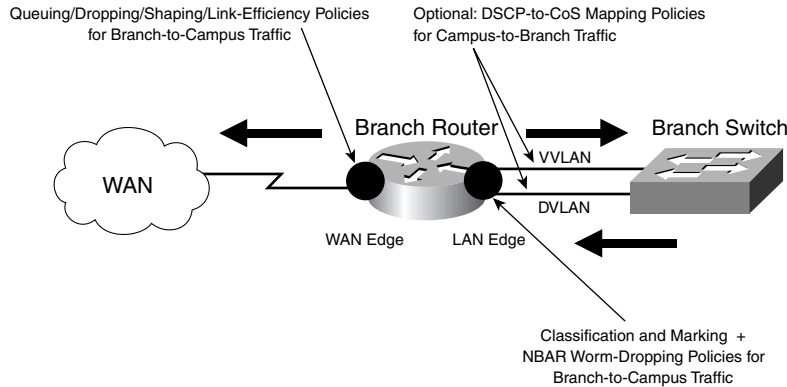 Queuing/Dropping/Shaping/Link-Efficiency Policies
for Branch-to-Campus Traffic
Optional: DSCP-to-CoS Mapping Policies
for Campus-to-Branch Traffic
Branch Router
Branch Switch
VVLAN
WAN
DVLAN
WAN Edge
LAN Edge
Classification and Marking +
NBAR Worm-Dropping Policies for
Branch-to-Campus Traffic